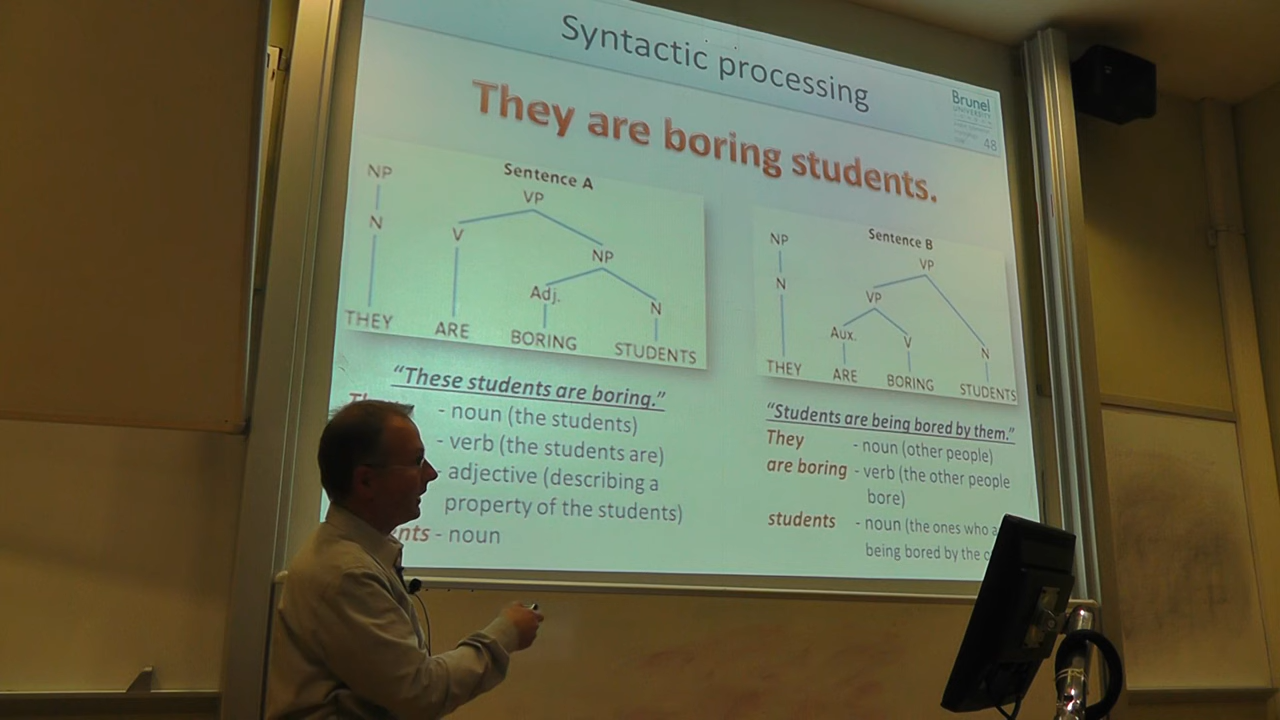 Syntactic processing
Brunel
UNIVERSITY
LONDON
48
They are boring students.
Sentence A
NP
VP
N
V
NP
Adj.
N
THEY
ARE
BORING
STUDENTS
"These students are boring."
- noun (the students)
- verb (the students are)
- adjective (describing a
property of the students)
nts - noun
Sentence B
NP
VP
N
VP
Aux.
V
N
THEY
ARE
BORING
STUDENTS
"Students are being bored by them."
They - noun (other people)
are boring - verb (the other people
bore)
students - noun (the ones who a
being bored by the o